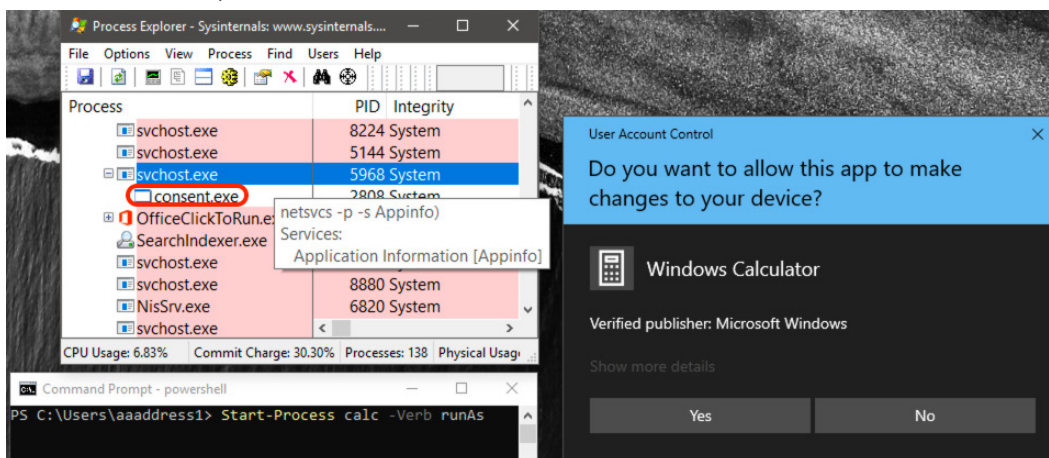 Process Explorer - Sysinternals: www.sysinternals....
File Options View Process Find Users Help
Process PID Integrity
svchost.exe 8224 System
svchost.exe 5144 System
svchost.exe 5968 System
consent.exe 2808 System
OfficeClickToRun.e
netsvcs -p -s Appinfo)
Services:
Application Information [Appinfo]
SearchIndexer.exe
svchost.exe
svchost.exe 8880 System
NisSrv.exe 6820 System
svchost.exe
CPU Usage: 6.83% Commit Charge: 30.30% Processes: 138 Physical Usag
Command Prompt - powershell
PS C:\Users\aaaddress1> Start-Process calc -Verb runAs
User Account Control
Do you want to allow this app to make
changes to your device?
Windows Calculator
Verified publisher: Microsoft Windows
Show more details
Yes No